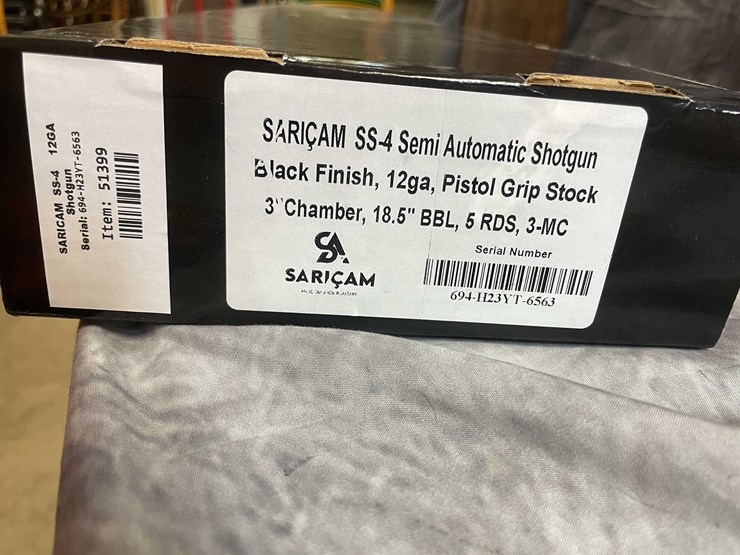 SARICAM SS-4 12GA
Shotgun
Serial: 694-H23YT-6563
Item: 51399
SARIÇAM SS-4 Semi Automatic Shotgun
Black Finish, 12ga, Pistol Grip Stock
3" Chamber, 18.5" BBL, 5 RDS, 3-MC
SA
SARIÇAM
Serial Number
694-H23YT-6563